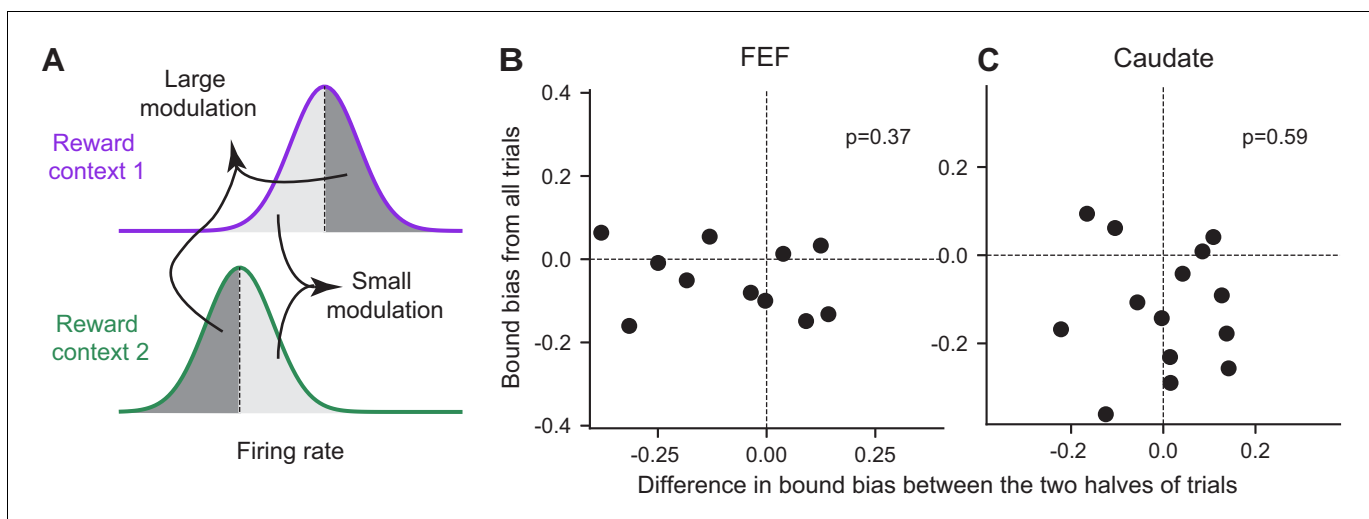 A
Large
modulation
Reward
context 1
Reward
context 2
Small
modulation
Firing rate
B
FEF
p=0.37
Bound bias from all trials
0.4
0.2
0.0
-0.2
-0.4
-0.25
0.00
0.25
C
Caudate
p=0.59
0.2
0.0
-0.2
-0.2
0.0
0.2
Difference in bound bias between the two halves of trials